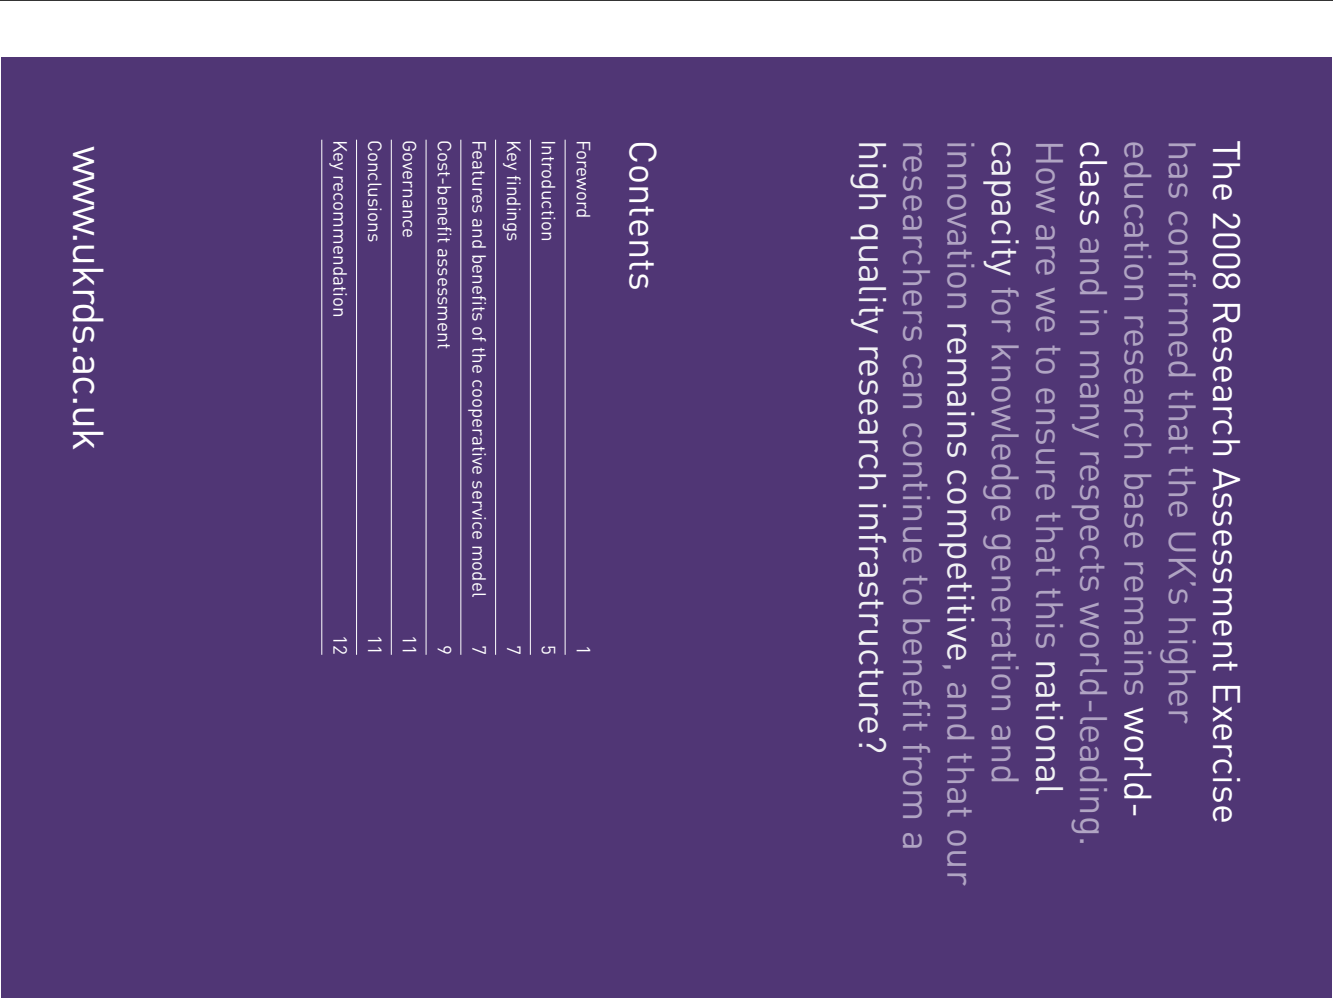 The 2008 Research Assessment Exercise
has confirmed that the UK’s higher
education research base remains world-
class and in many respects world-leading.
How are we to ensure that this national
capacity for knowledge generation and
innovation remains competitive, and that our
researchers can continue to benefit from a
high quality research infrastructure?
Contents
Foreword 1
Introduction 5
Key findings 7
Features and benefits of the cooperative service model 7
Cost-benefit assessment 9
Governance 11
Conclusions 11
Key recommendation 12
www.ukrds.ac.uk